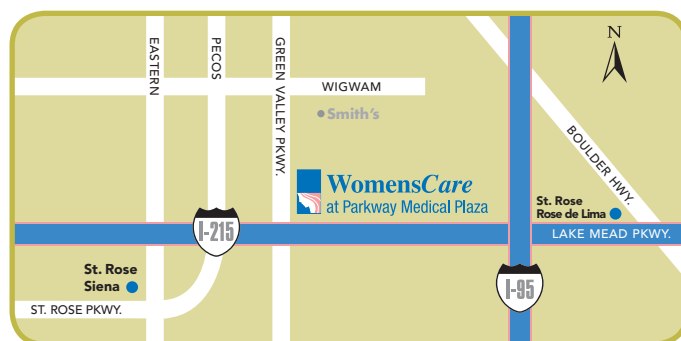 EASTERN
PECOS
GREEN VALLEY PKWY.
N
WIGWAM
Smith's
BOULDER HWY.
WomensCare
at Parkway Medical Plaza
St. Rose
Rose de Lima
I-215
LAKE MEAD PKWY.
St. Rose
Siena
I-95
ST. ROSE PKWY.